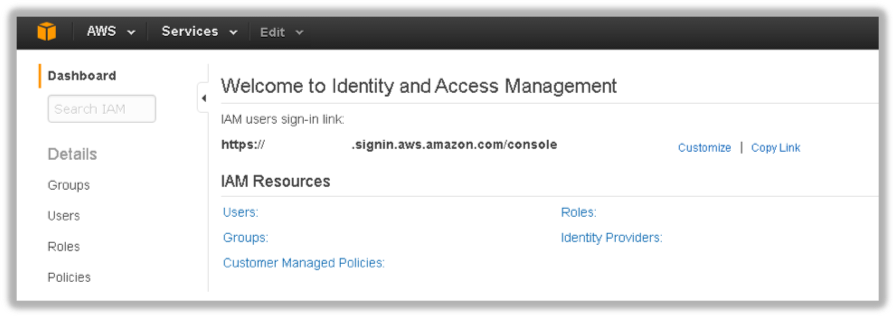 AWS Services Edit
Dashboard
Search IAM
Details
Groups
Users
Roles
Policies
Welcome to Identity and Access Management
IAM users sign-in link:
https:// .signin.aws.amazon.com/console Customize | Copy Link
IAM Resources
Users: Roles:
Groups: Identity Providers:
Customer Managed Policies: